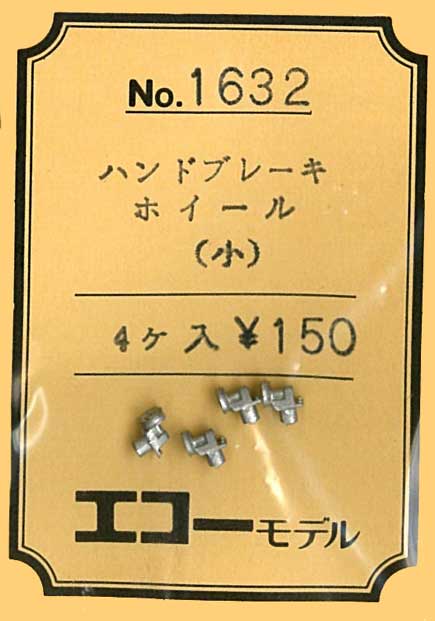 No.1632
ハンドブレーキ
ホイール
(小)
4ケ入 ¥150
エコーモデル